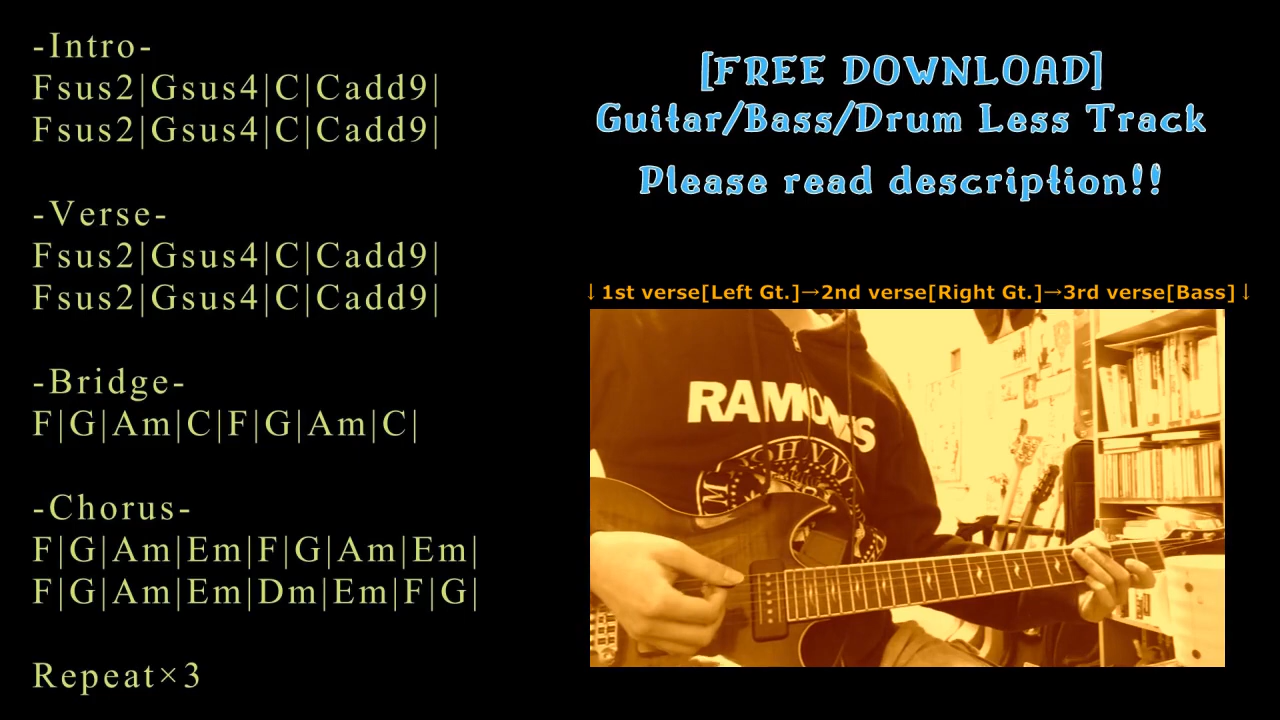 -Intro-
Fsus2|Gsus4|C|Cadd9|
Fsus2|Gsus4|C|Cadd9|
-Verse-
Fsus2|Gsus4|C|Cadd9|
Fsus2|Gsus4|C|Cadd9|
-Bridge-
F|G|Am|C|F|G|Am|C|
-Chorus-
F|G|Am|Em|F|G|Am|Em|
F|G|Am|Em|Dm|Em|F|G|
Repeat×3
[FREE DOWNLOAD]
Guitar/Bass/Drum Less Track
Please read description!!
↓1st verse[Left Gt.]→2nd verse[Right Gt.]→3rd verse[Bass]↓
RAMONES
JOHNNY